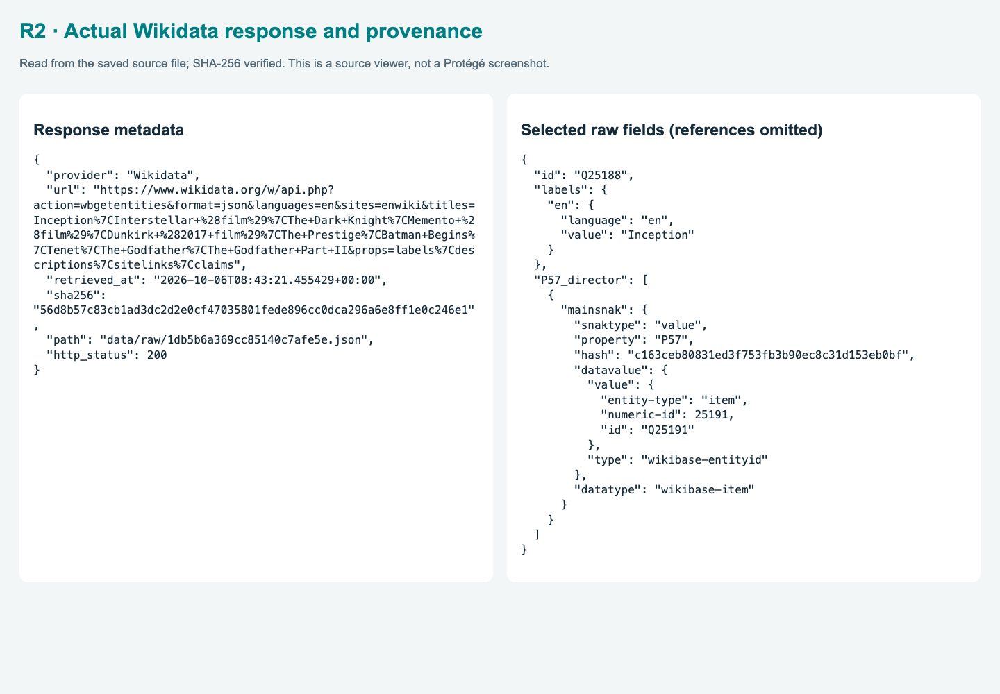 R2 · Actual Wikidata response and provenance
Read from the saved source file; SHA-256 verified. This is a source viewer, not a Protégé screenshot.
Response metadata
{
  "provider": "Wikidata",
  "url": "https://www.wikidata.org/w/api.php?
action=wbgetentities&format=json&languages=en&sites=enwiki&titles=
Inception%7CInterstellar+%28film%29%7CThe+Dark+Knight%7CMemento+%2
8film%29%7CDunkirk+%282017+film%29%7CThe+Prestige%7CBatman+Begins%
7CTenet%7CThe+Godfather%7CThe+Godfather+Part+II&props=labels%7Cdes
criptions%7Csitelinks%7Cclaims",
  "retrieved_at": "2026-10-06T08:43:21.455429+00:00",
  "sha256":
"56d8b57c83cb1ad3dc2d2e0cf47035801fede896cc0dca296a6e8ff1e0c246e1"
,
  "path": "data/raw/1db5b6a369cc85140c7afe5e.json",
  "http_status": 200
}
Selected raw fields (references omitted)
{
  "id": "Q25188",
  "labels": {
    "en": {
      "language": "en",
      "value": "Inception"
    }
  },
  "P57_director": [
    {
      "mainsnak": {
        "snaktype": "value",
        "property": "P57",
        "hash": "c163ceb80831ed3f753fb3b90ec8c31d153eb0bf",
        "datavalue": {
          "value": {
            "entity-type": "item",
            "numeric-id": 25191,
            "id": "Q25191"
          },
          "type": "wikibase-entityid"
        },
        "datatype": "wikibase-item"
      }
    }
  ]
}